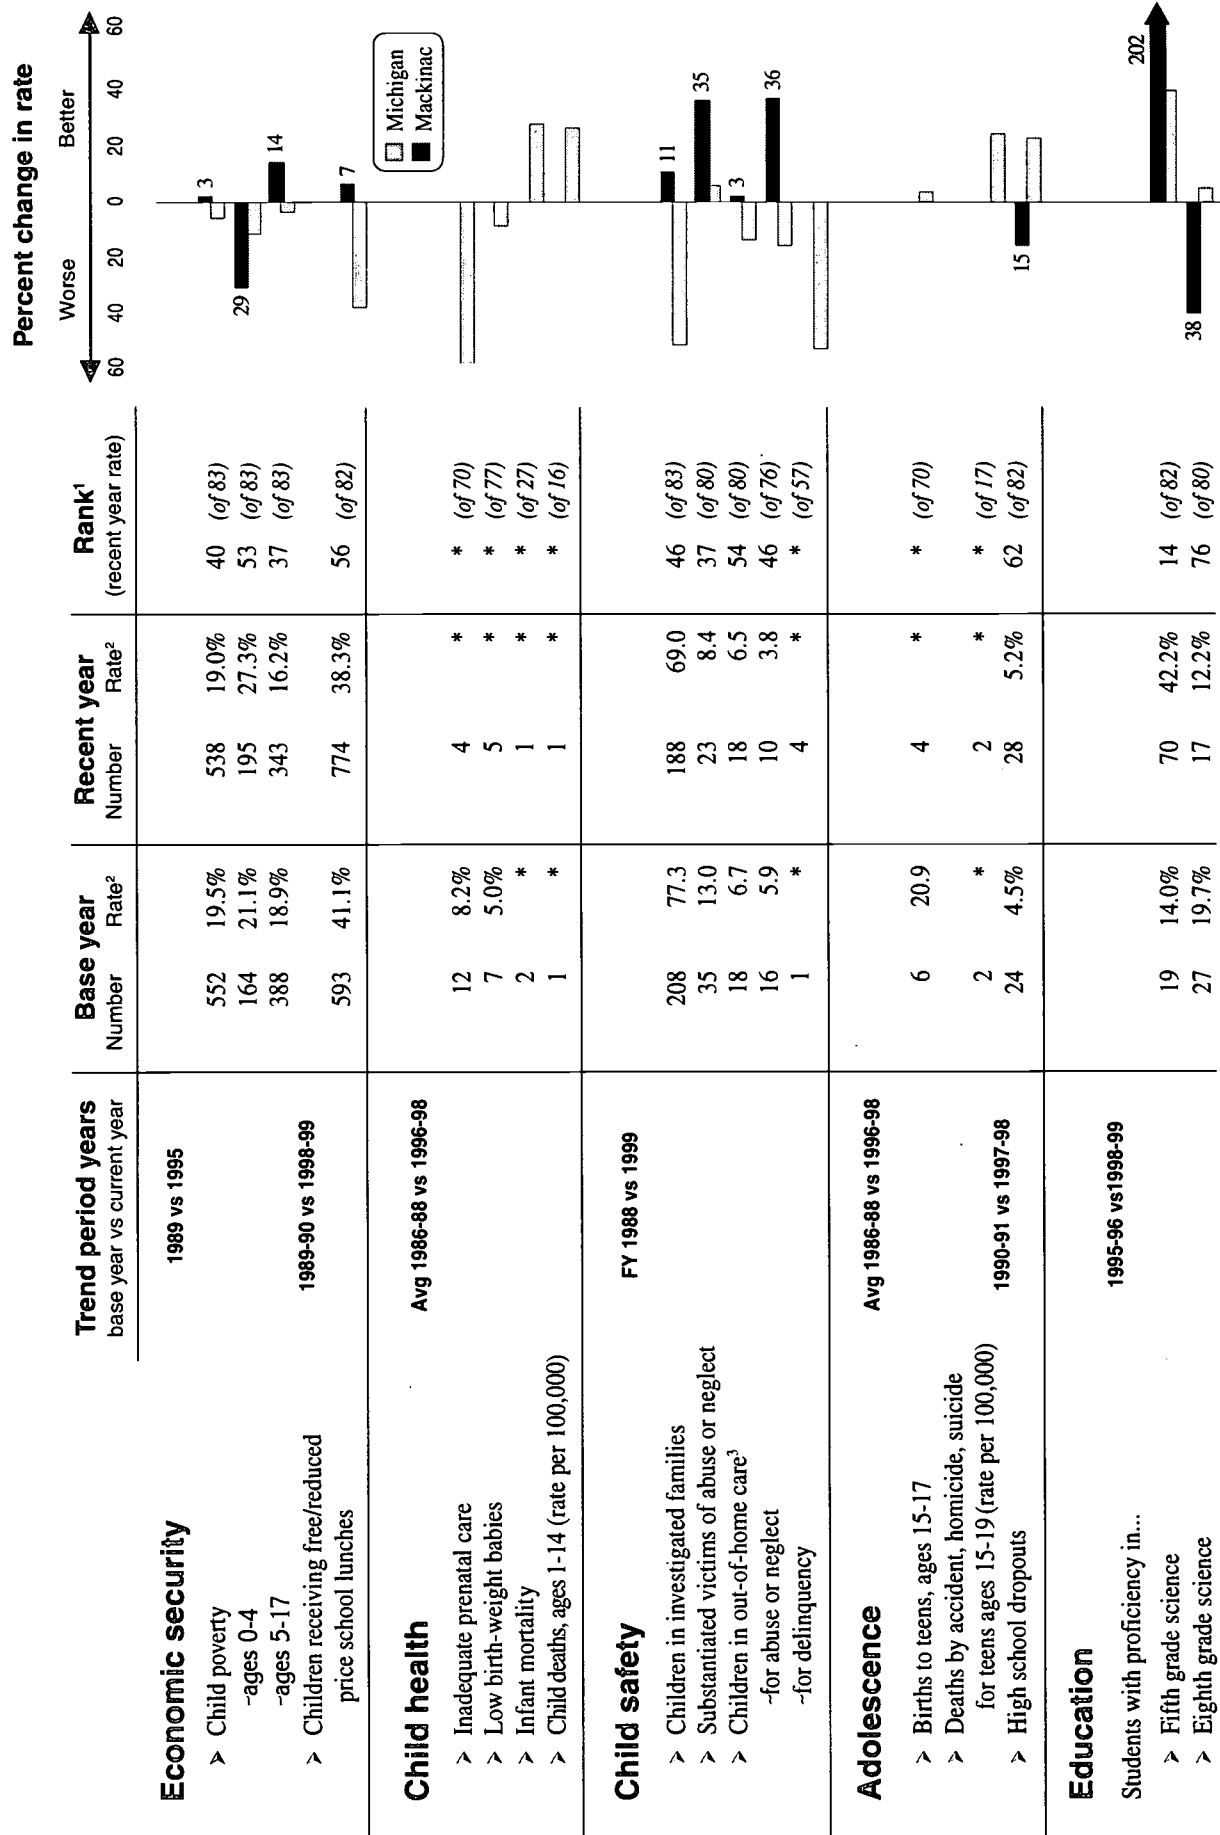 Percent change in rate
Worse Better
Trend period years Base year Recent year Rank¹ 60 40 20 0 20 40 60
base year vs current year Number Rate² Number Rate² (recent year rate)
Economic security 1989 vs 1995
➤ Child poverty 552 19.5% 538 19.0% 40 (of 83) 3
~ages 0-4 164 21.1% 195 27.3% 53 (of 83) 29
~ages 5-17 388 18.9% 343 16.2% 37 (of 83) 14
➤ Children receiving free/reduced 1989-90 vs 1998-99
price school lunches 593 41.1% 774 38.3% 56 (of 82) 7
Michigan
Mackinac
Child health Avg 1986-88 vs 1996-98
➤ Inadequate prenatal care 12 8.2% 4 * * (of 70)
➤ Low birth-weight babies 7 5.0% 5 * * (of 77)
➤ Infant mortality 2 * 1 * * (of 27)
➤ Child deaths, ages 1-14 (rate per 100,000) 1 * 1 * * (of 16)
Child safety FY 1988 vs 1999
➤ Children in investigated families 208 77.3 188 69.0 46 (of 83) 11
➤ Substantiated victims of abuse or neglect 35 13.0 23 8.4 37 (of 80) 35
➤ Children in out-of-home care³ 18 6.7 18 6.5 54 (of 80) 3
~for abuse or neglect 16 5.9 10 3.8 46 (of 76) 36
~for delinquency 1 * 4 * * (of 57)
Adolescence Avg 1986-88 vs 1996-98
➤ Births to teens, ages 15-17 6 20.9 4 * * (of 70)
➤ Deaths by accident, homicide, suicide
for teens ages 15-19 (rate per 100,000) 2 * 2 * * (of 17)
➤ High school dropouts 1990-91 vs 1997-98 24 4.5% 28 5.2% 62 (of 82) 15
Education
Students with proficiency in... 1995-96 vs1998-99
➤ Fifth grade science 19 14.0% 70 42.2% 14 (of 82) 202
➤ Eighth grade science 27 19.7% 17 12.2% 76 (of 80) 38